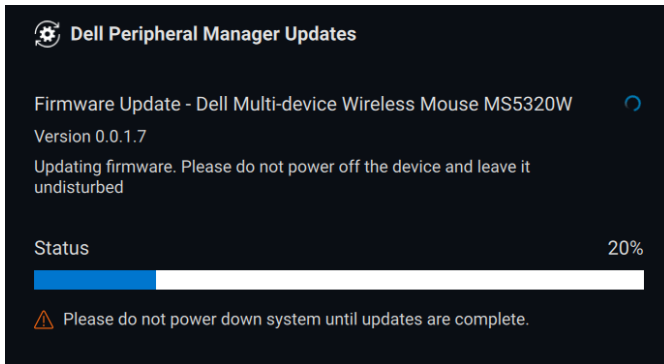 Dell Peripheral Manager Updates
Firmware Update - Dell Multi-device Wireless Mouse MS5320W
Version 0.0.1.7
Updating firmware. Please do not power off the device and leave it
undisturbed
Status 20%
Please do not power down system until updates are complete.